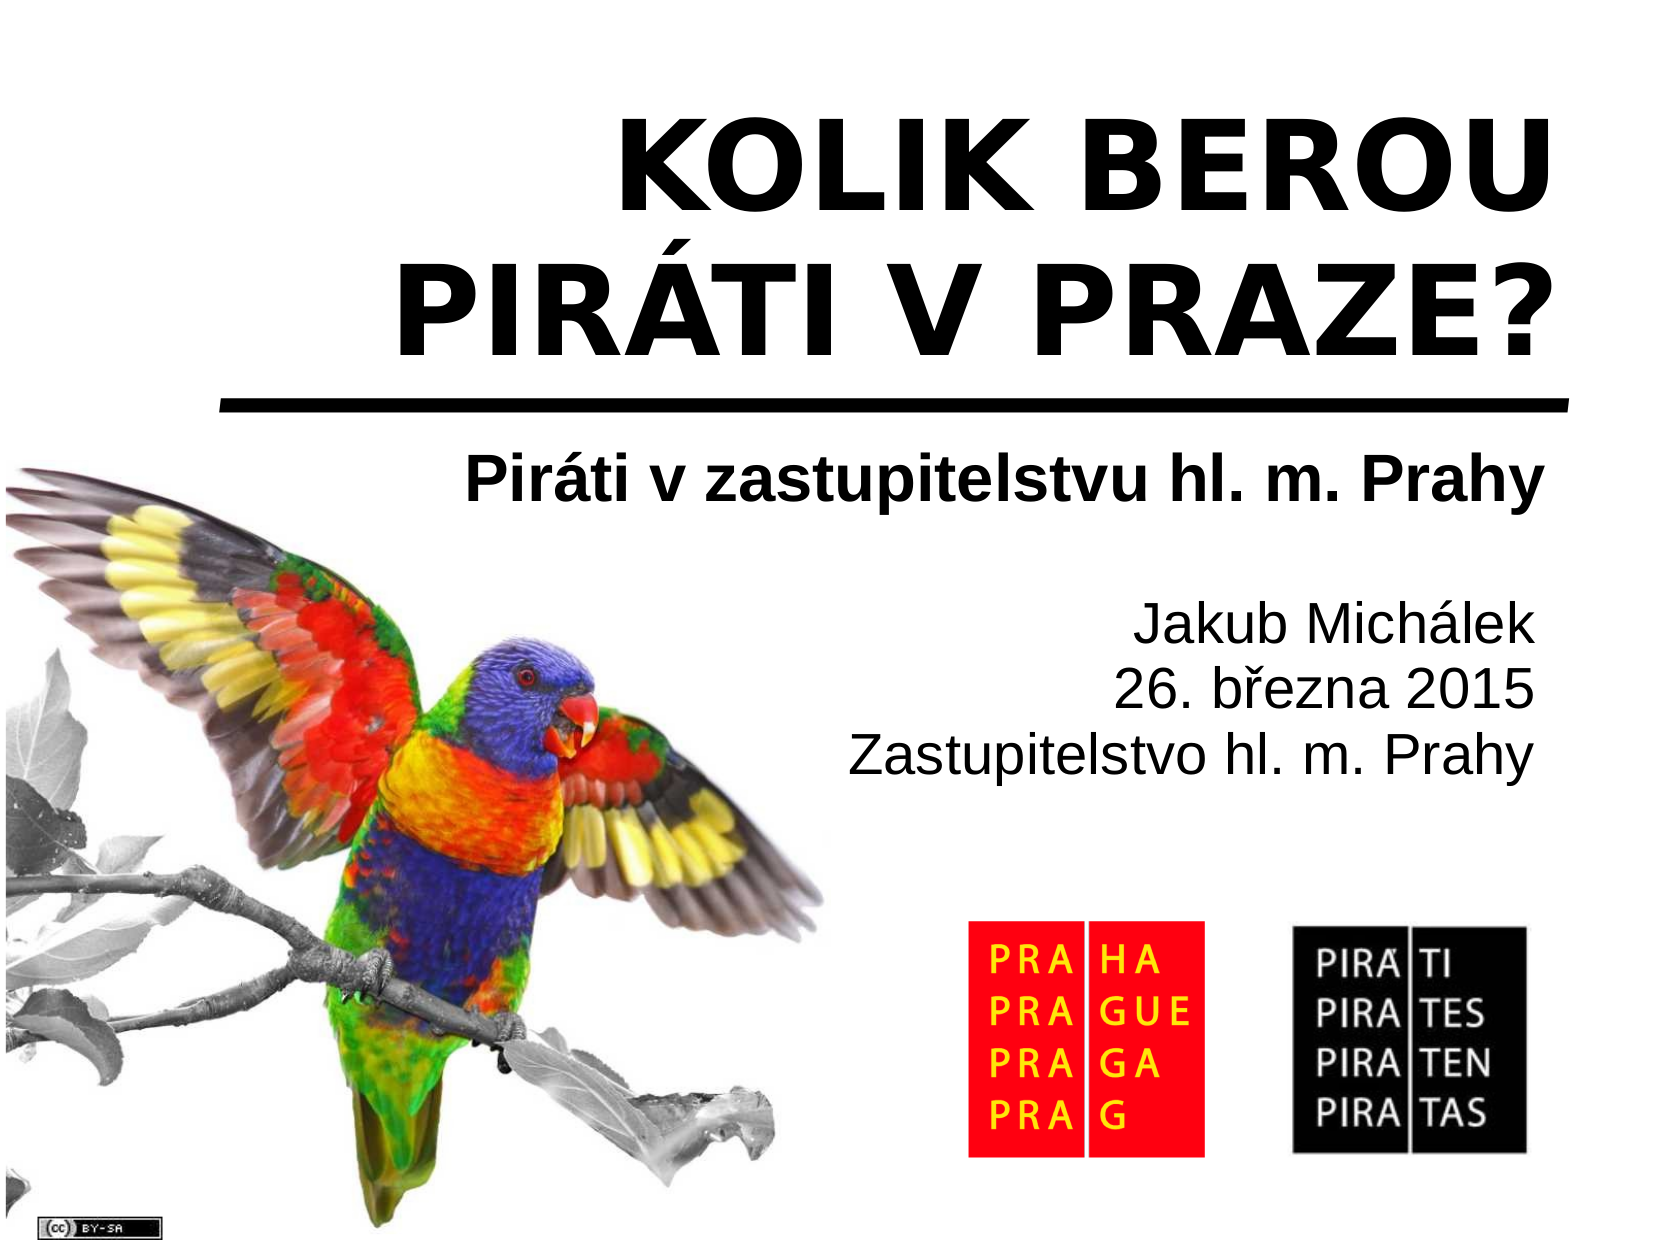 KOLIK BEROU
PIRÁTI V PRAZE?
Piráti v zastupitelstvu hl. m. Prahy
Jakub Michálek
26. března 2015
Zastupitelstvo hl. m. Prahy
PRA HA
PRA GUE
PRA GA
PRA G
PIRÁ TI
PIRA TES
PIRA TEN
PIRA TAS
(cc) BY-SA